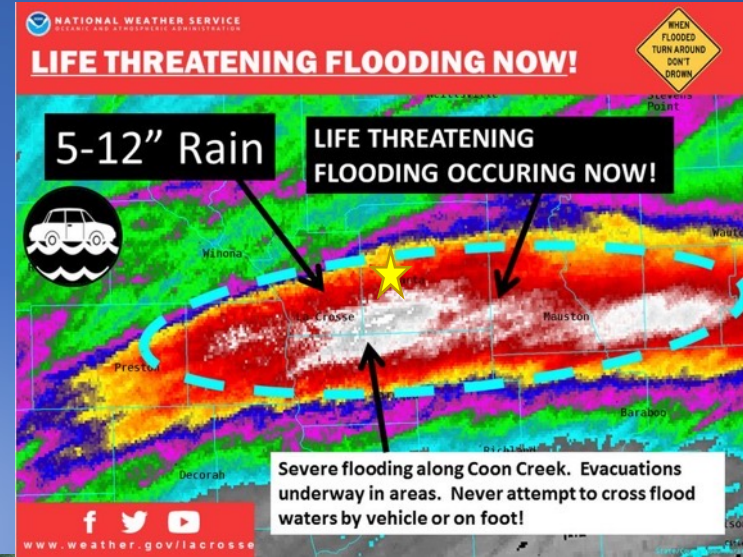 NATIONAL WEATHER SERVICE
OCEANIC AND ATMOSPHERIC ADMINISTRATION
LIFE THREATENING FLOODING NOW!
WHEN
FLOODED
TURN AROUND
DON'T
DROWN
Stevens
Point
5-12” Rain
LIFE THREATENING
FLOODING OCCURING NOW!
Winona
La Crosse
Mauston
Preston
Baraboo
Decorah
Severe flooding along Coon Creek. Evacuations
underway in areas. Never attempt to cross flood
waters by vehicle or on foot!
www.weather.gov/lacrosse